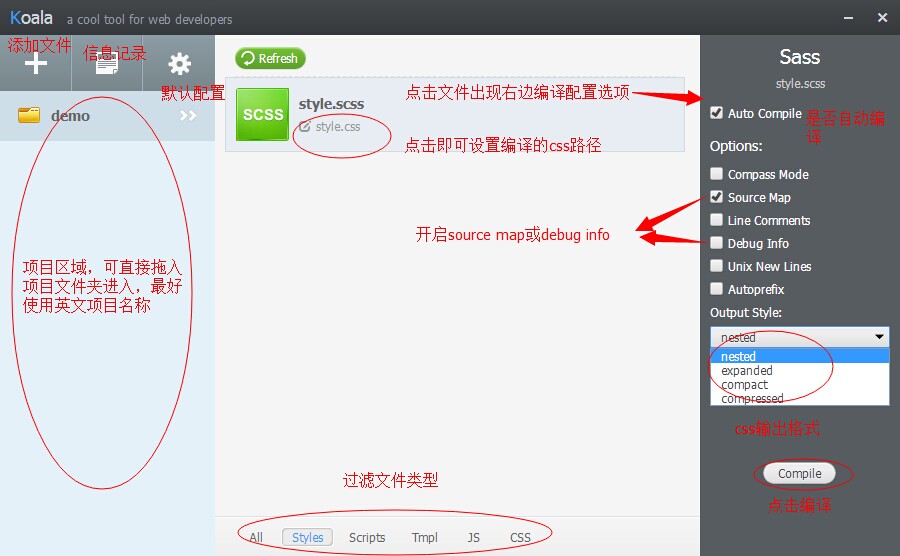 Koala a cool tool for web developers
添加文件
信息记录
默认配置
demo
项目区域，可直接拖入
项目文件夹进入，最好
使用英文项目名称
Refresh
SCSS
style.scss
style.css
点击文件出现右边编译配置选项
点击即可设置编译的css路径
开启source map或debug info
过滤文件类型
All Styles Scripts Tmpl JS CSS
Sass
style.scss
Auto Compile
是否自动编
译
Options:
Compass Mode
Source Map
Line Comments
Debug Info
Unix New Lines
Autoprefix
Output Style:
nested
nested
expanded
compact
compressed
css输出格式
Compile
点击编译